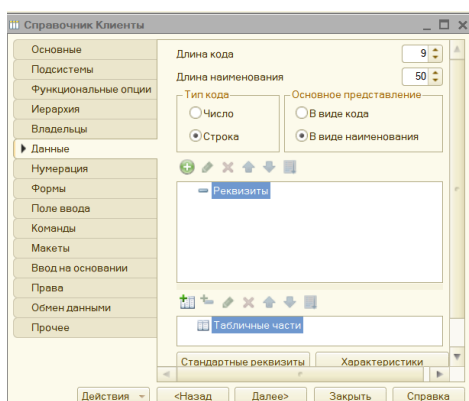 Справочник Клиенты
Основные
Подсистемы
Функциональные опции
Иерархия
Владельцы
Данные
Нумерация
Формы
Поле ввода
Команды
Макеты
Ввод на основании
Права
Обмен данными
Прочее
Длина кода 9
Длина наименования 50
Тип кода Основное представление
Число В виде кода
Строка В виде наименования
Реквизиты
Табличные части
Стандартные реквизиты Характеристики
Действия <Назад Далее> Закрыть Справка